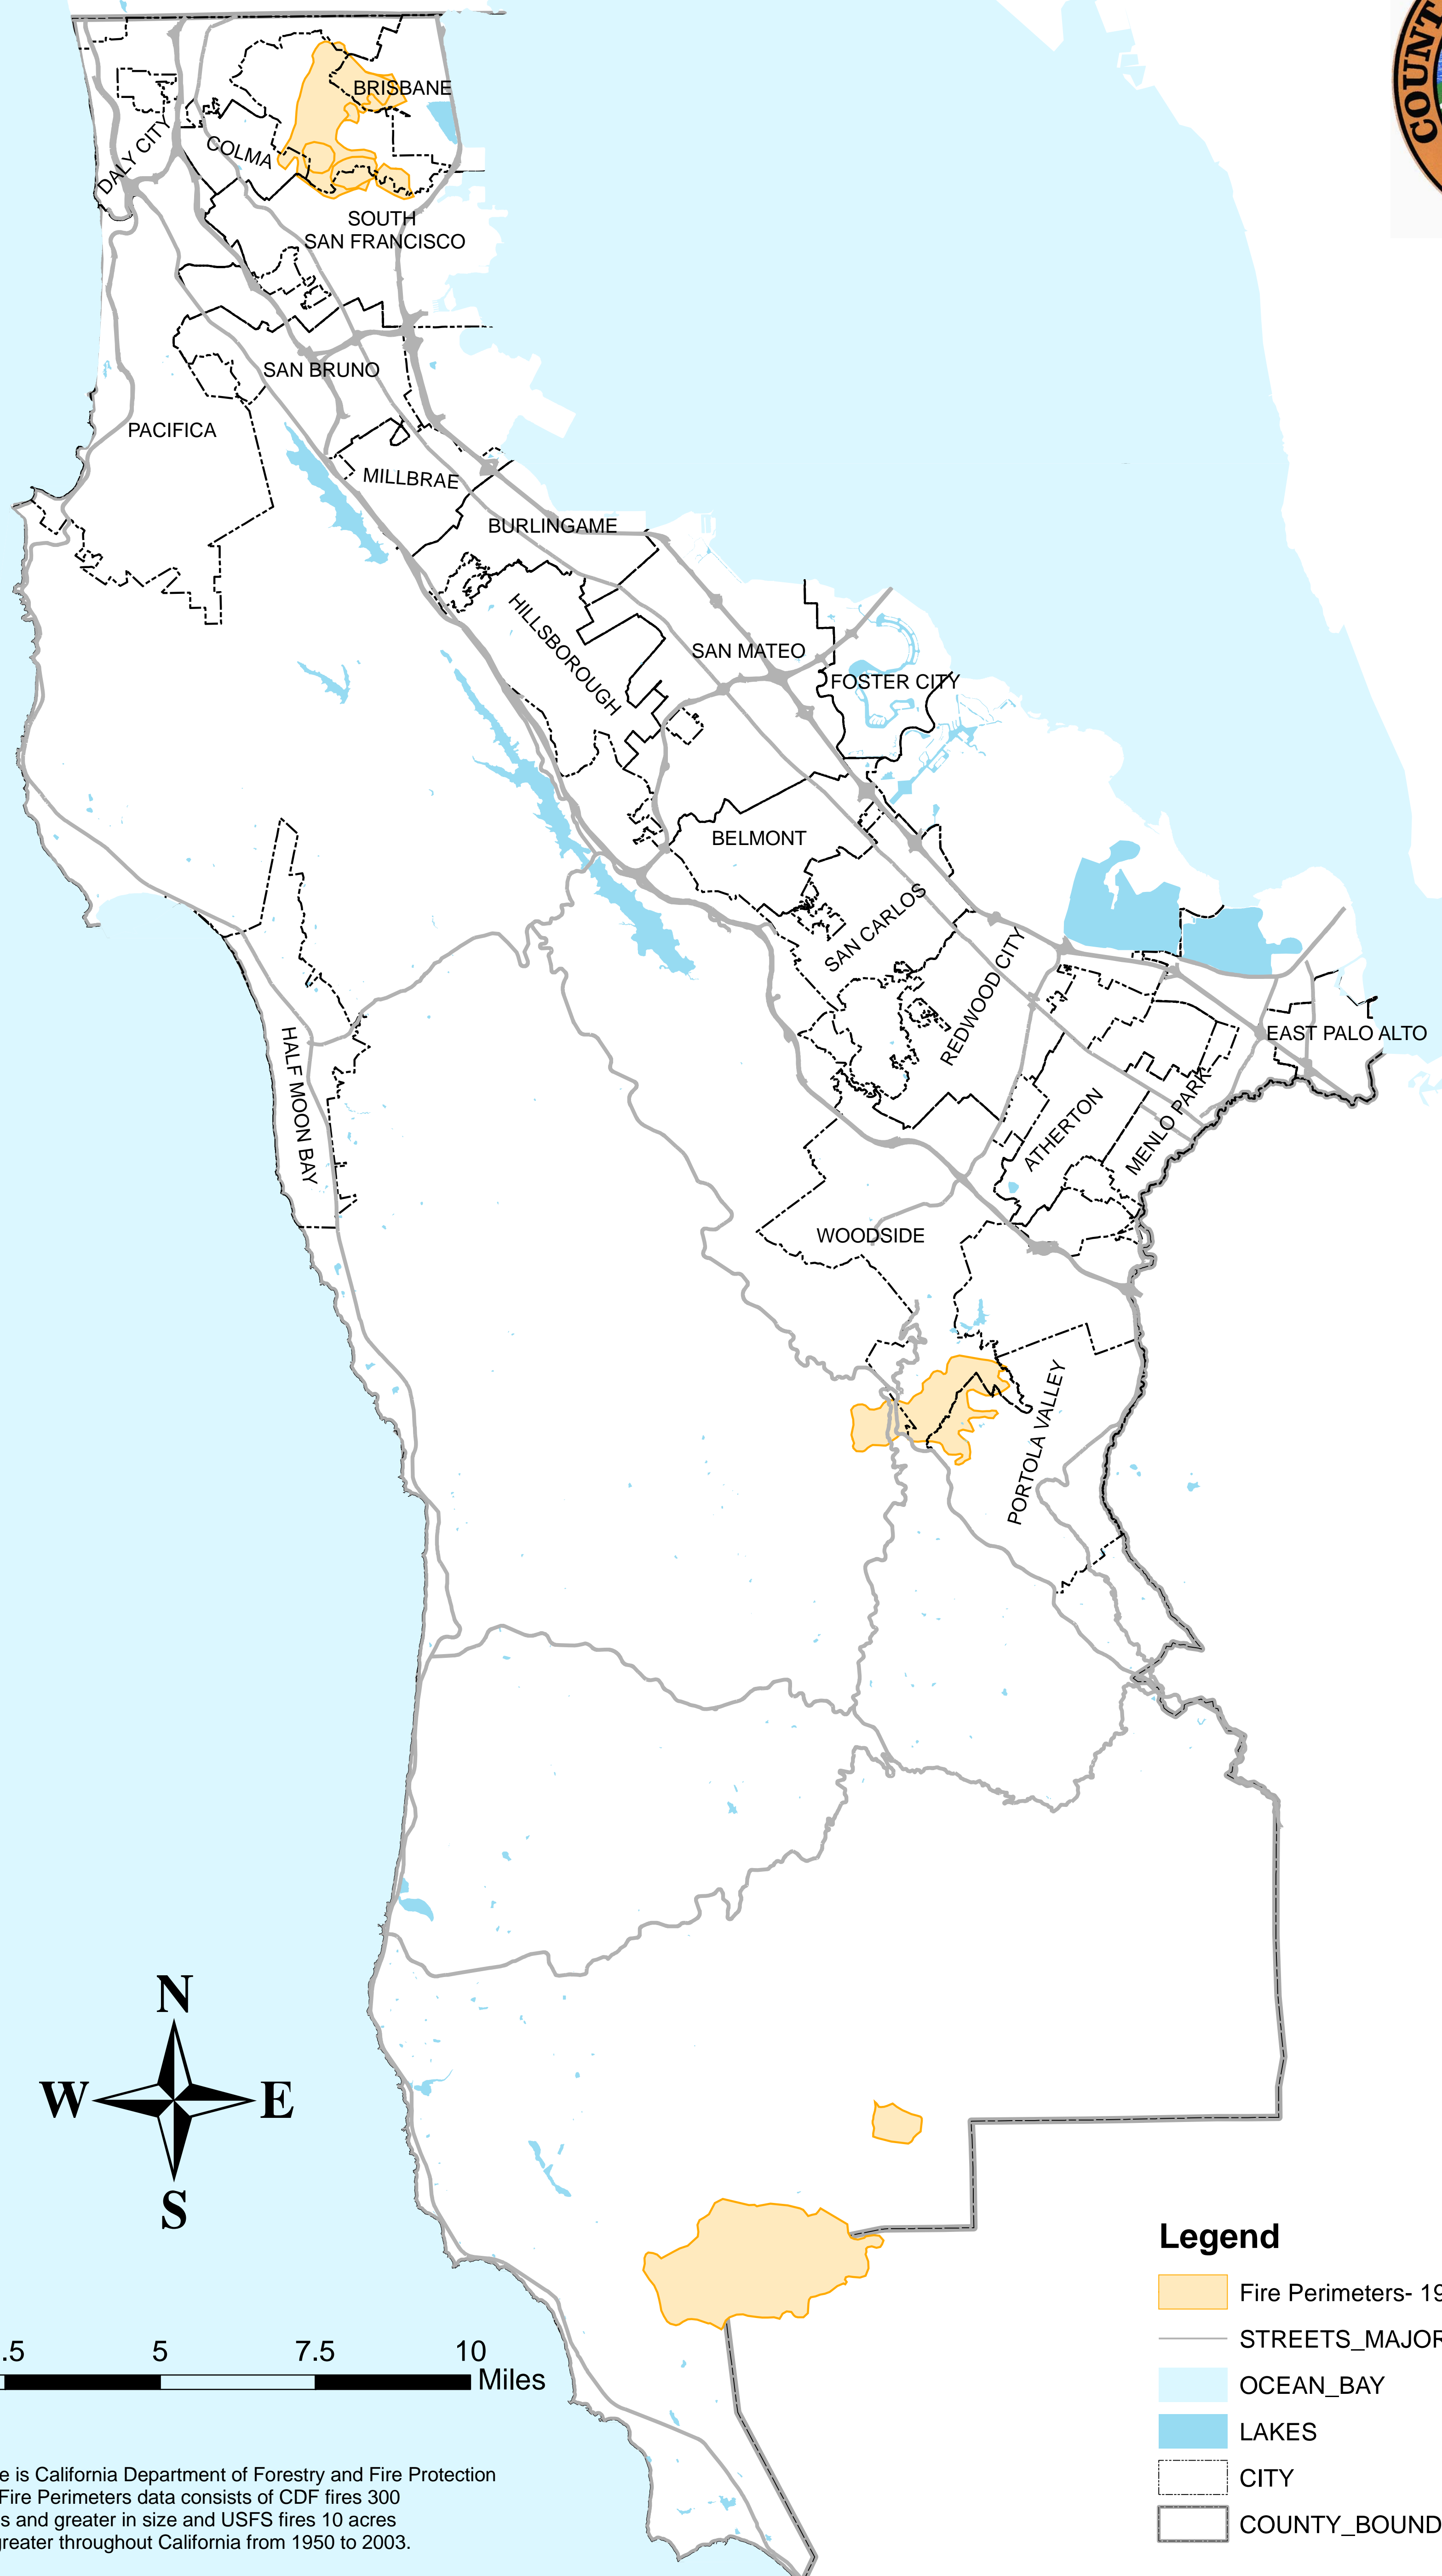 COUNT
BRISBANE
DALY CITY
COLMA
SOUTH
SAN FRANCISCO
SAN BRUNO
PACIFICA
MILLBRAE
BURLINGAME
HILLSBOROUGH
SAN MATEO
FOSTER CITY
BELMONT
SAN CARLOS
REDWOOD CITY
HALF MOON BAY
EAST PALO ALTO
ATHERTON
MENLO PARK
WOODSIDE
PORTOLA VALLEY
N
W
E
S
Legend
Fire Perimeters- 19
STREETS_MAJOR
OCEAN_BAY
LAKES
CITY
COUNTY_BOUND
.5 5 7.5 10
Miles
e is California Department of Forestry and Fire Protection
Fire Perimeters data consists of CDF fires 300
s and greater in size and USFS fires 10 acres
greater throughout California from 1950 to 2003.